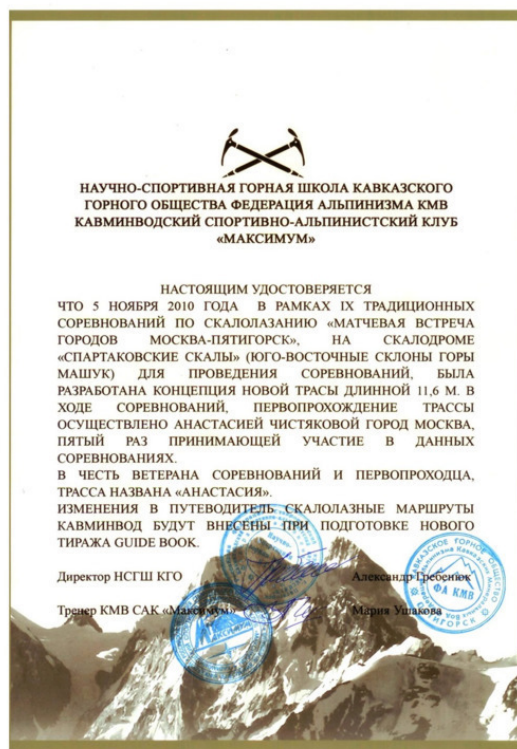 НАУЧНО-СПОРТИВНАЯ ГОРНАЯ ШКОЛА КАВКАЗСКОГО
ГОРНОГО ОБЩЕСТВА ФЕДЕРАЦИЯ АЛЬПИНИЗМА КМВ
КАВМИНВОДСКИЙ СПОРТИВНО-АЛЬПИНИСТСКИЙ КЛУБ
«МАКСИМУМ»
НАСТОЯЩИМ УДОСТОВЕРЯЕТСЯ
ЧТО 5 НОЯБРЯ 2010 ГОДА В РАМКАХ IX ТРАДИЦИОННЫХ
СОРЕВНОВАНИЙ ПО СКАЛОЛАЗАНИЮ «МАТЧЕВАЯ ВСТРЕЧА
ГОРОДОВ МОСКВА-ПЯТИГОРСК», НА СКАЛОДРОМЕ
«СПАРТАКОВСКИЕ СКАЛЫ» (ЮГО-ВОСТОЧНЫЕ СКЛОНЫ ГОРЫ
МАШУК) ДЛЯ ПРОВЕДЕНИЯ СОРЕВНОВАНИЙ, БЫЛА
РАЗРАБОТАНА КОНЦЕПЦИЯ НОВОЙ ТРАСЫ ДЛИННОЙ 11,6 М. В
ХОДЕ СОРЕВНОВАНИЙ, ПЕРВОПРОХОЖДЕНИЕ ТРАССЫ
ОСУЩЕСТВЛЕНО АНАСТАСИЕЙ ЧИСТЯКОВОЙ ГОРОД МОСКВА,
ПЯТЫЙ РАЗ ПРИНИМАЮЩЕЙ УЧАСТИЕ В ДАННЫХ
СОРЕВНОВАНИЯХ.
В ЧЕСТЬ ВЕТЕРАНА СОРЕВНОВАНИЙ И ПЕРВОПРОХОДЦА,
ТРАССА НАЗВАНА «АНАСТАСИЯ».
ИЗМЕНЕНИЯ В ПУТЕВОДИТЕЛЬ СКАЛОЛАЗНЫЕ МАРШРУТЫ
КАВМИНВОД БУДУТ ВНЕСЕНЫ ПРИ ПОДГОТОВКЕ НОВОГО
ТИРАЖА GUIDE BOOK.
Директор НСГШ КГО Александр Гребенюк
Тренер КМВ САК «Максимум» Мария Ушакова
КАВКАЗСКОЕ ГОРНОЕ ОБЩЕСТВО
ФА КМВ
ПЯТИГОРСК